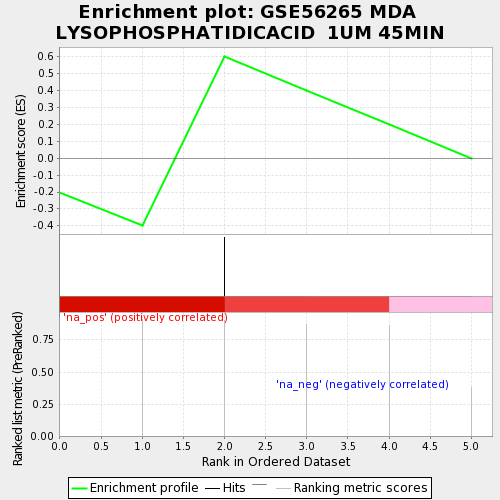 Enrichment plot: GSE56265 MDA
LYSOPHOSPHATIDICACID 1UM 45MIN
Enrichment score (ES)
0.6
0.5
0.4
0.3
0.2
0.1
0.0
-0.1
-0.2
-0.3
-0.4
'na_pos' (positively correlated)
'na_neg' (negatively correlated)
Ranked list metric (PreRanked)
0.75
0.50
0.25
0.00
0.0 0.5 1.0 1.5 2.0 2.5 3.0 3.5 4.0 4.5 5.0
Rank in Ordered Dataset
Enrichment profile Hits Ranking metric scores